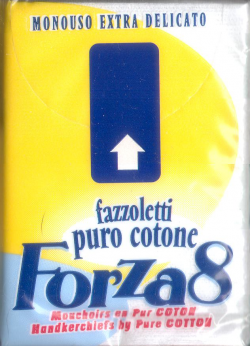 MONOUSO EXTRA DELICATO
fazzoletti
puro cotone
Forza8
Mouchoirs en Pur COTON
Handkerchiefs by Pure COTTON